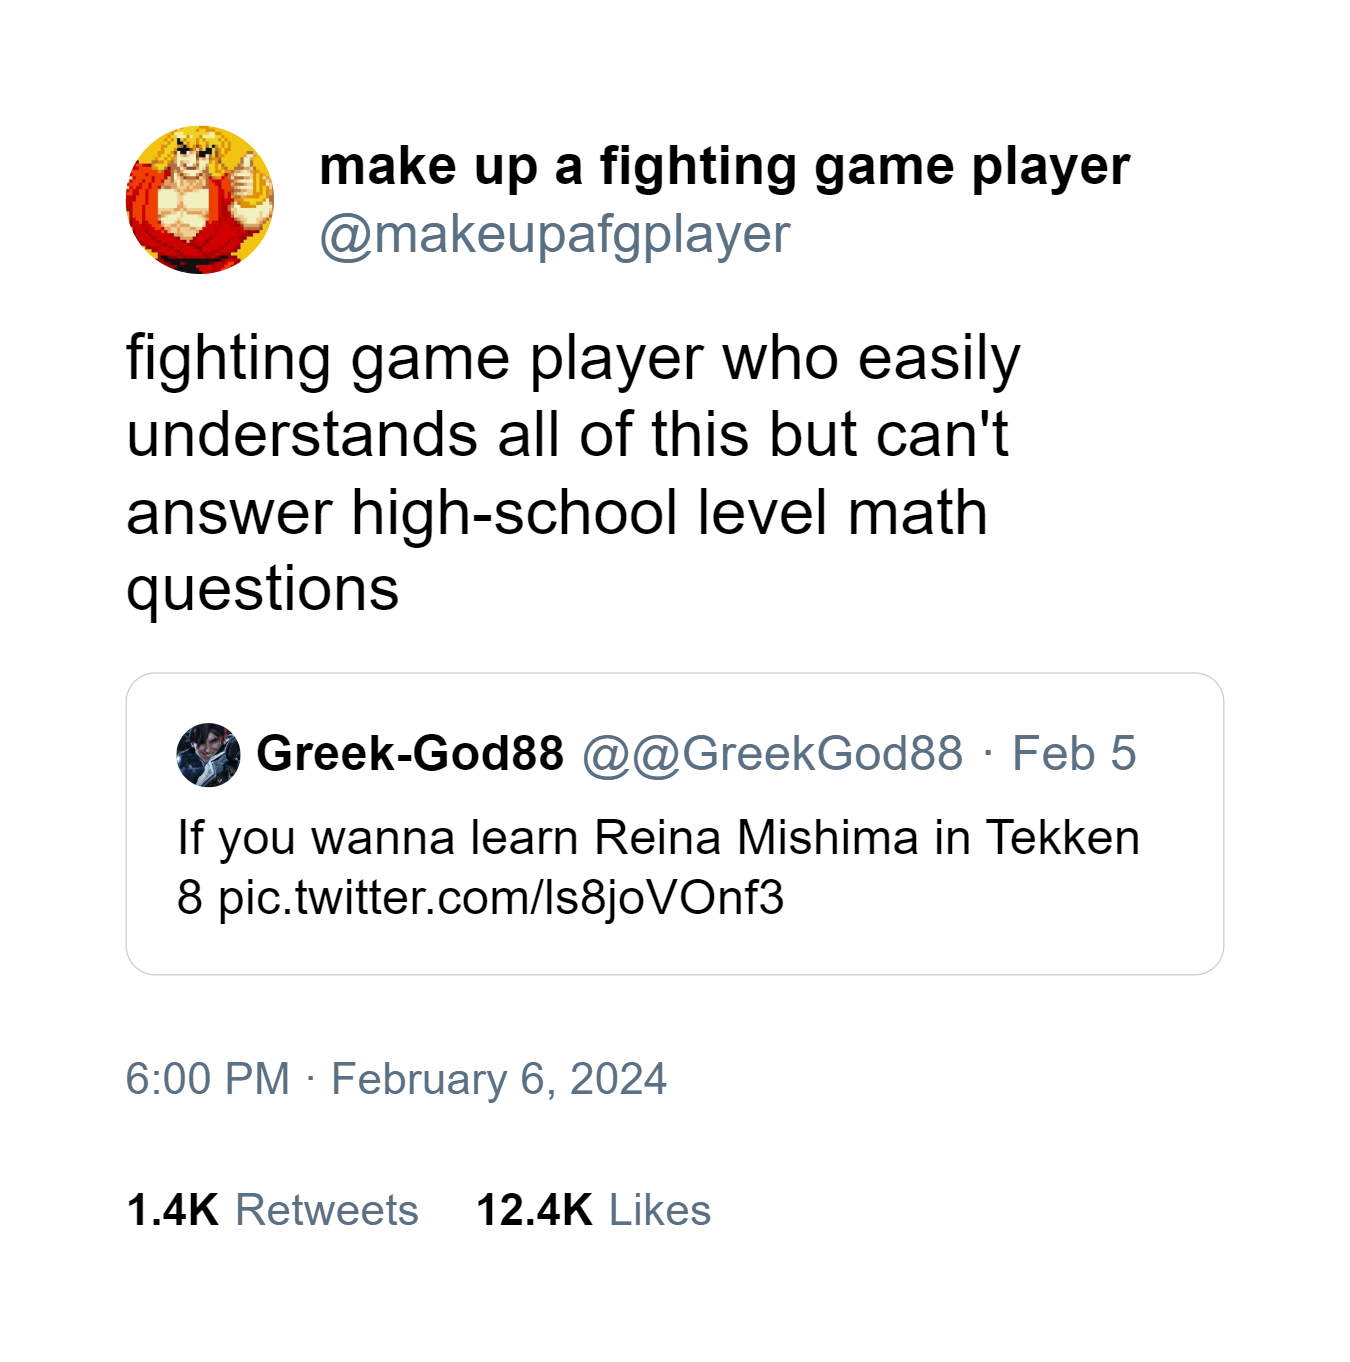 make up a fighting game player
@makeupafgplayer
fighting game player who easily
understands all of this but can't
answer high-school level math
questions
Greek-God88 @@GreekGod88 · Feb 5
If you wanna learn Reina Mishima in Tekken
8 pic.twitter.com/ls8joVOnf3
6:00 PM · February 6, 2024
1.4K Retweets 12.4K Likes